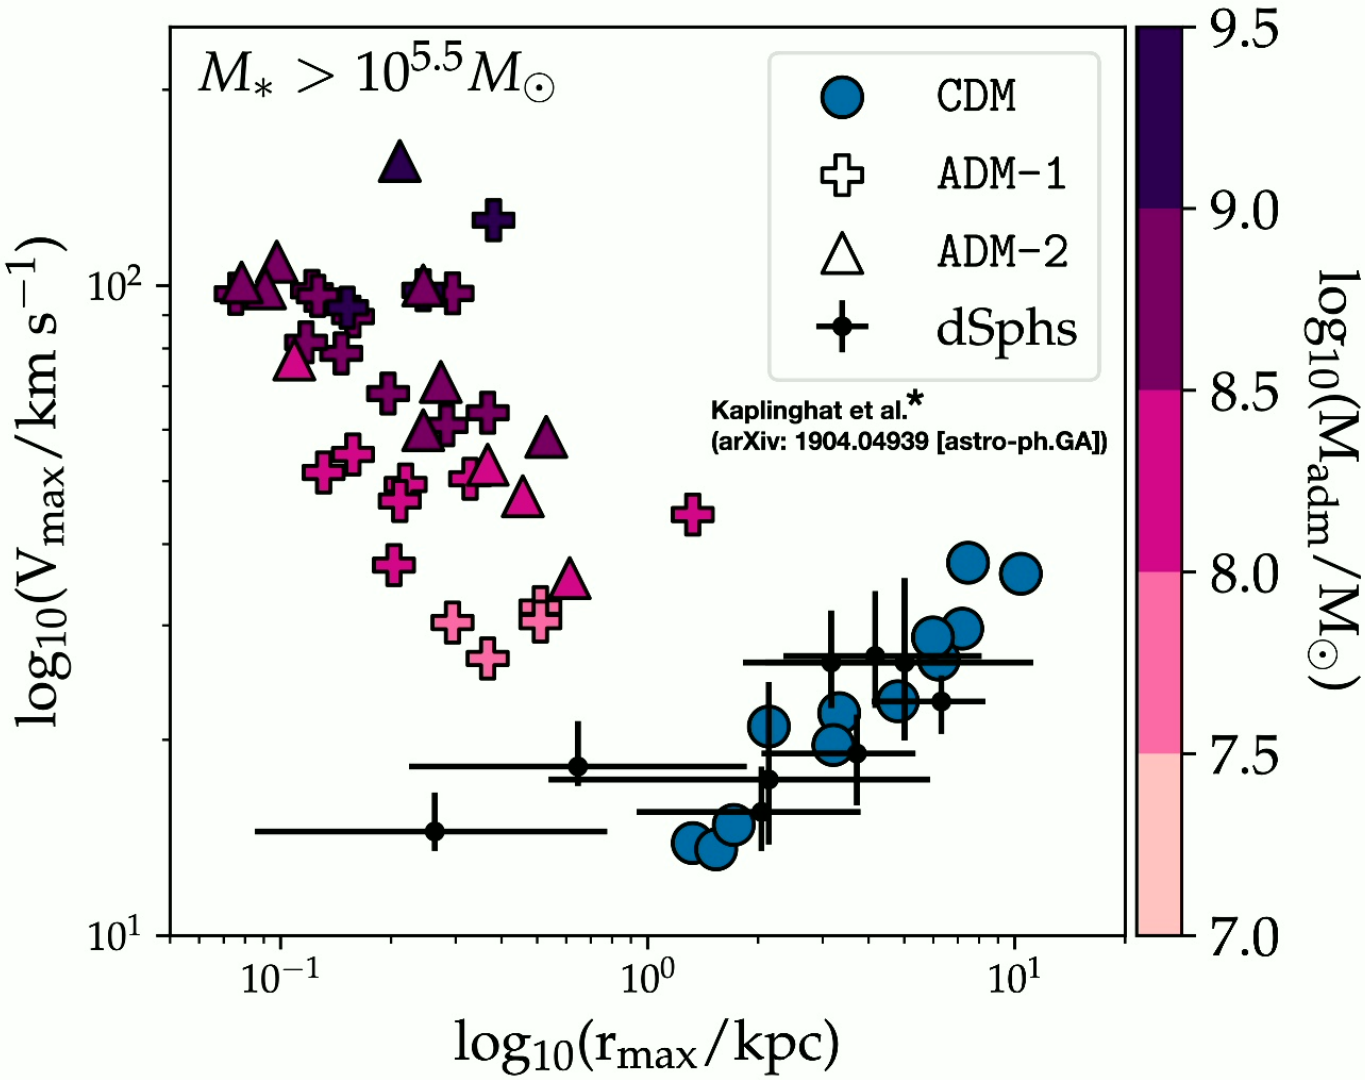 M* > 10^5.5 M⊙
CDM
ADM-1
ADM-2
dSphs
Kaplinghat et al.*
(arXiv: 1904.04939 [astro-ph.GA])
log10(Vmax/km s−1)
10^2
10^1
10^−1
10^0
10^1
log10(rmax/kpc)
9.5
9.0
8.5
8.0
7.5
7.0
log10(Madm/M⊙)